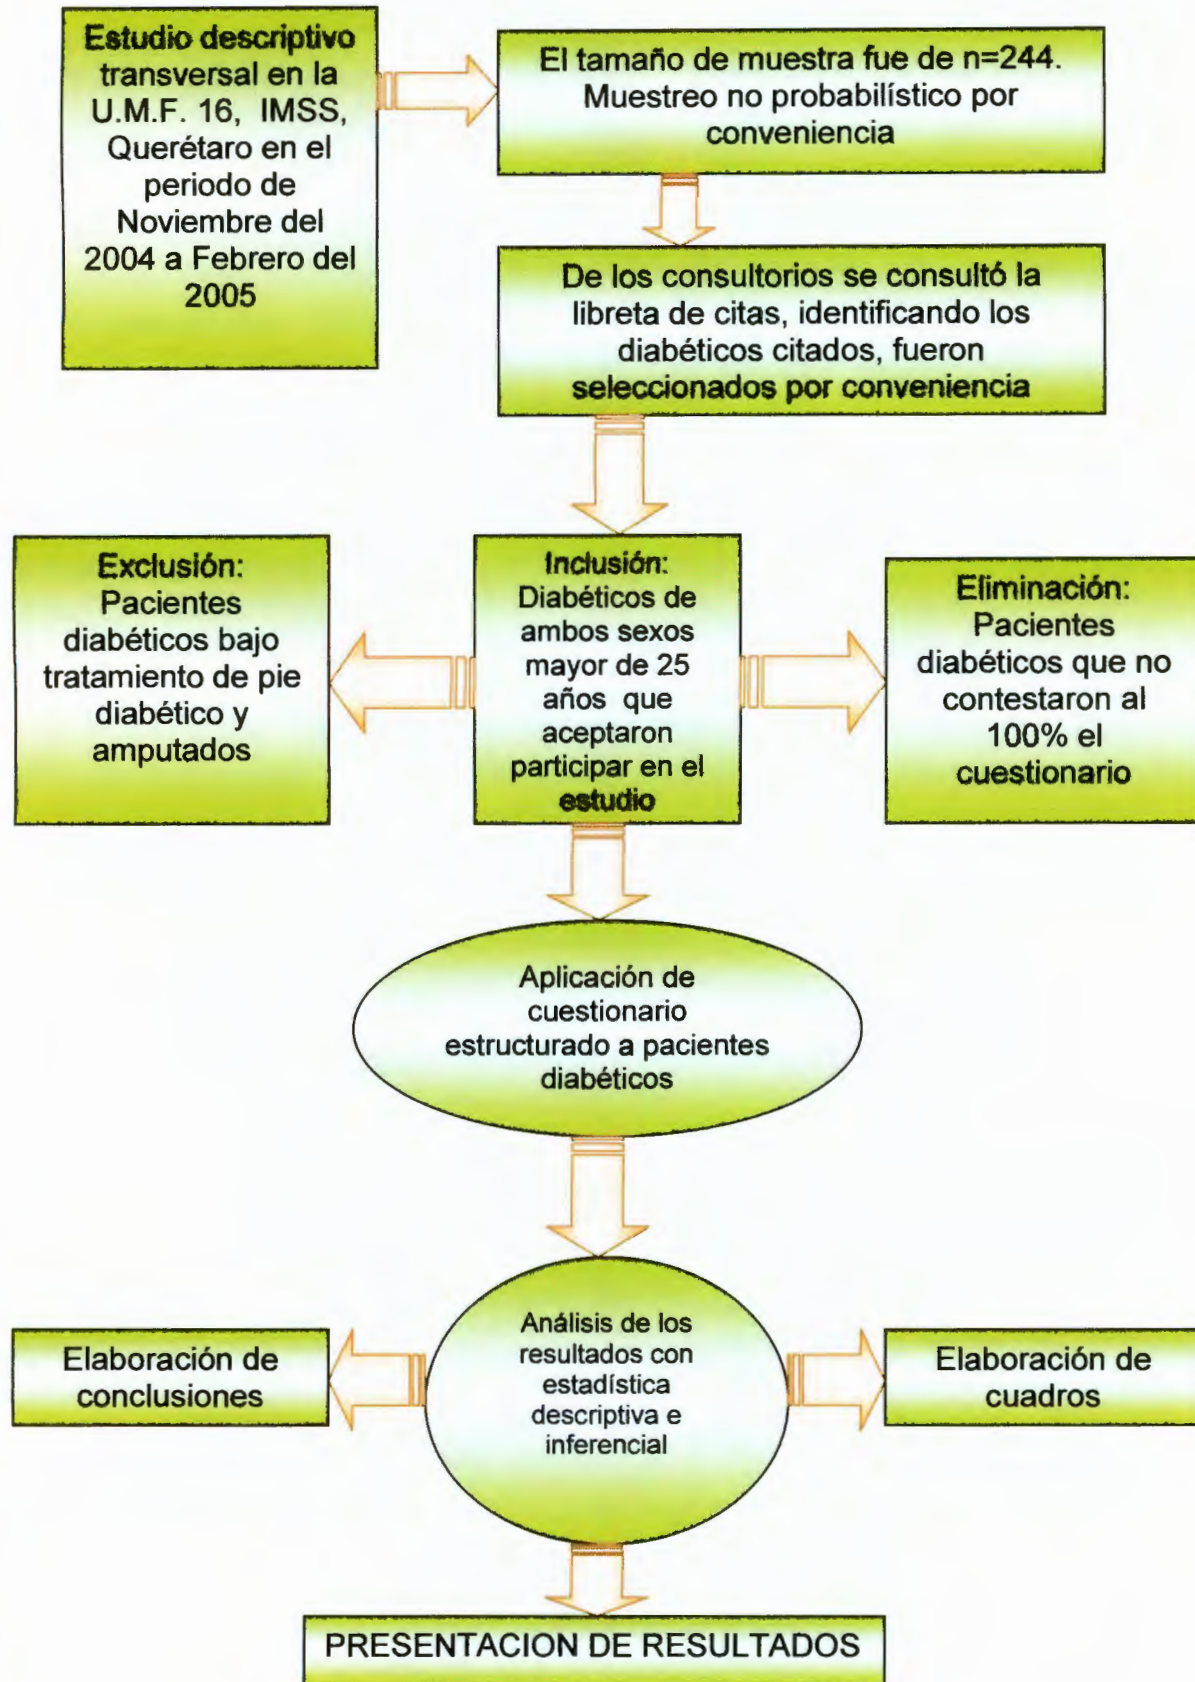 Estudio descriptivo
transversal en la
U.M.F. 16, IMSS,
Querétaro en el
periodo de
Noviembre del
2004 a Febrero del
2005
El tamaño de muestra fue de n=244.
Muestreo no probabilístico por
conveniencia
De los consultorios se consultó la
libreta de citas, identificando los
diabéticos citados, fueron
seleccionados por conveniencia
Exclusión:
Pacientes
diabéticos bajo
tratamiento de pie
diabético y
amputados
Inclusión:
Diabéticos de
ambos sexos
mayor de 25
años que
aceptaron
participar en el
estudio
Eliminación:
Pacientes
diabéticos que no
contestaron al
100% el
cuestionario
Aplicación de
cuestionario
estructurado a pacientes
diabéticos
Análisis de los
resultados con
estadística
descriptiva e
inferencial
Elaboración de
conclusiones
Elaboración de
cuadros
PRESENTACION DE RESULTADOS